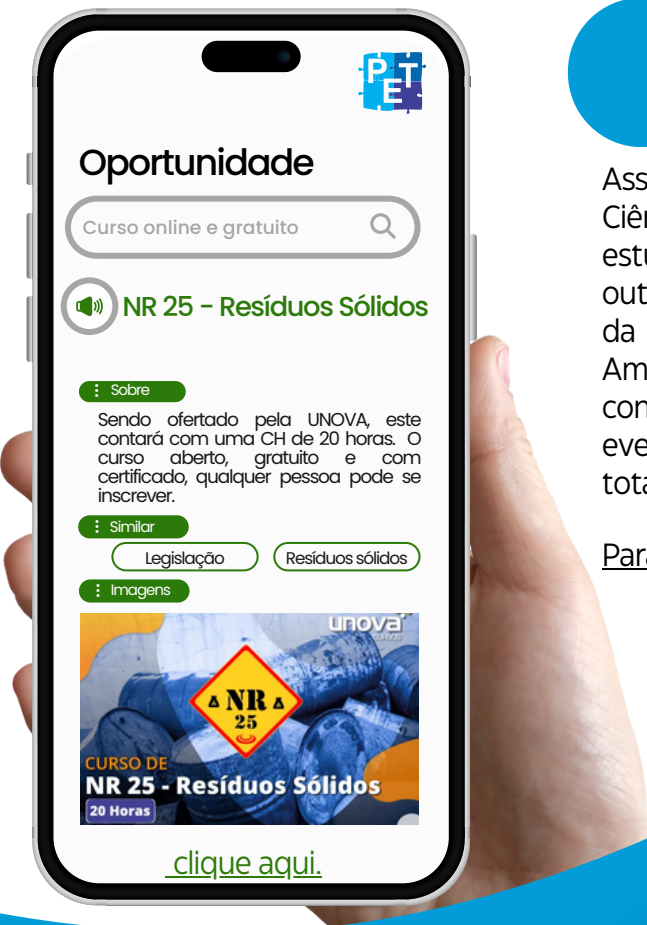 PET
Oportunidade
Curso online e gratuito
NR 25 - Resíduos Sólidos
Sobre
Sendo ofertado pela UNOVA, este
contará com uma CH de 20 horas. O
curso aberto, gratuito e com
certificado, qualquer pessoa pode se
inscrever.
Similar
Legislação
Resíduos sólidos
Imagens
unova
CURSOS
NR
25
CURSO DE
NR 25 - Resíduos Sólidos
20 Horas
clique aqui.
da